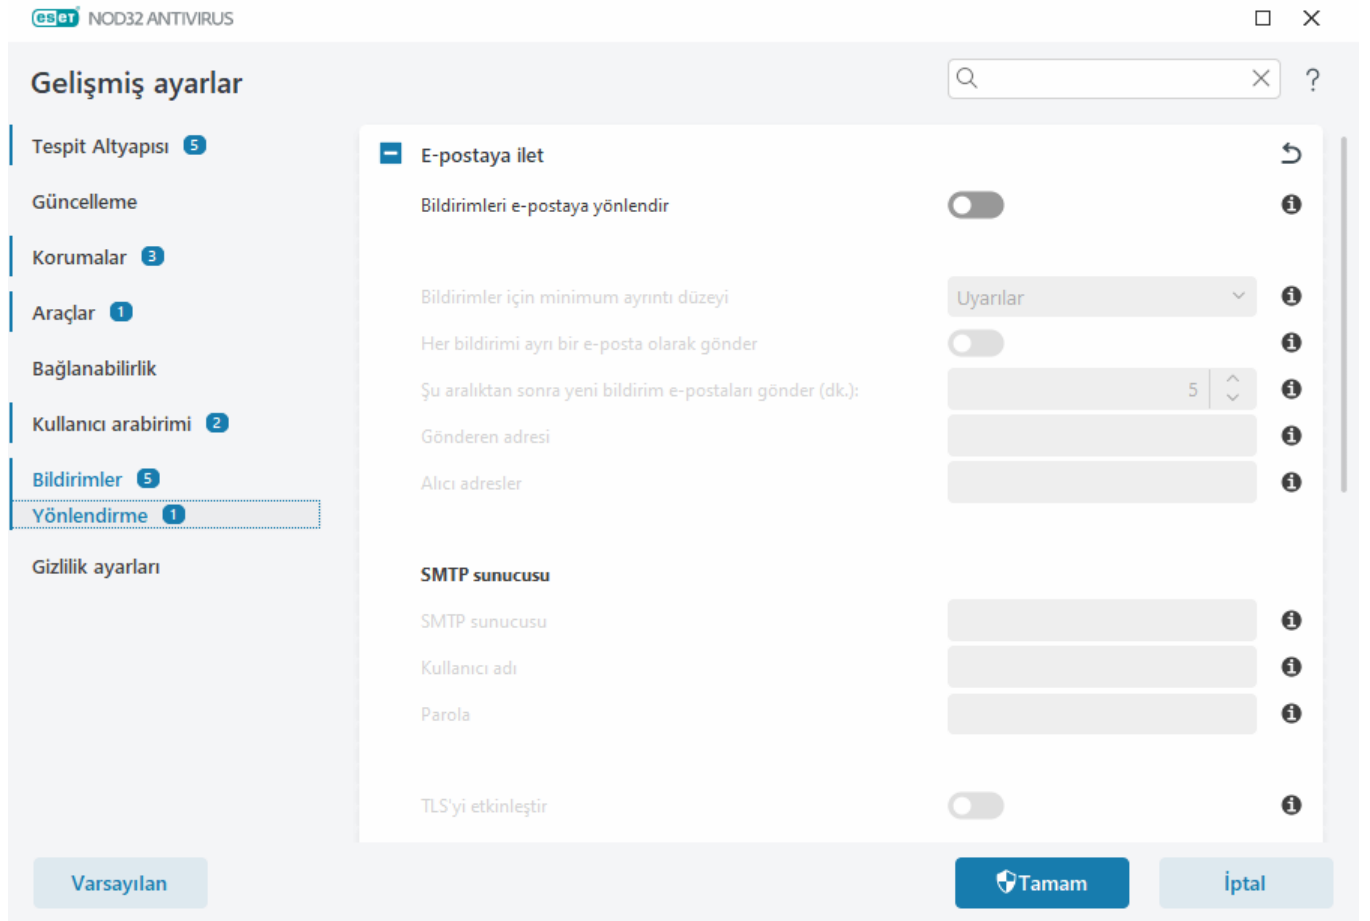 eset NOD32 ANTIVIRUS
Gelişmiş ayarlar
?
Tespit Altyapısı 5
Güncelleme
Korumalar 3
Araçlar 1
Bağlanabilirlik
Kullanıcı arabirimi 2
Bildirimler 5
Yönlendirme 1
Gizlilik ayarları
E-postaya ilet
Bildirimleri e-postaya yönlendir
Bildirimler için minimum ayrıntı düzeyi Uyarılar
Her bildirimi ayrı bir e-posta olarak gönder
Şu aralıktan sonra yeni bildirim e-postaları gönder (dk.): 5
Gönderen adresi
Alıcı adresler
SMTP sunucusu
SMTP sunucusu
Kullanıcı adı
Parola
TLS'yi etkinleştir
Varsayılan
Tamam
İptal